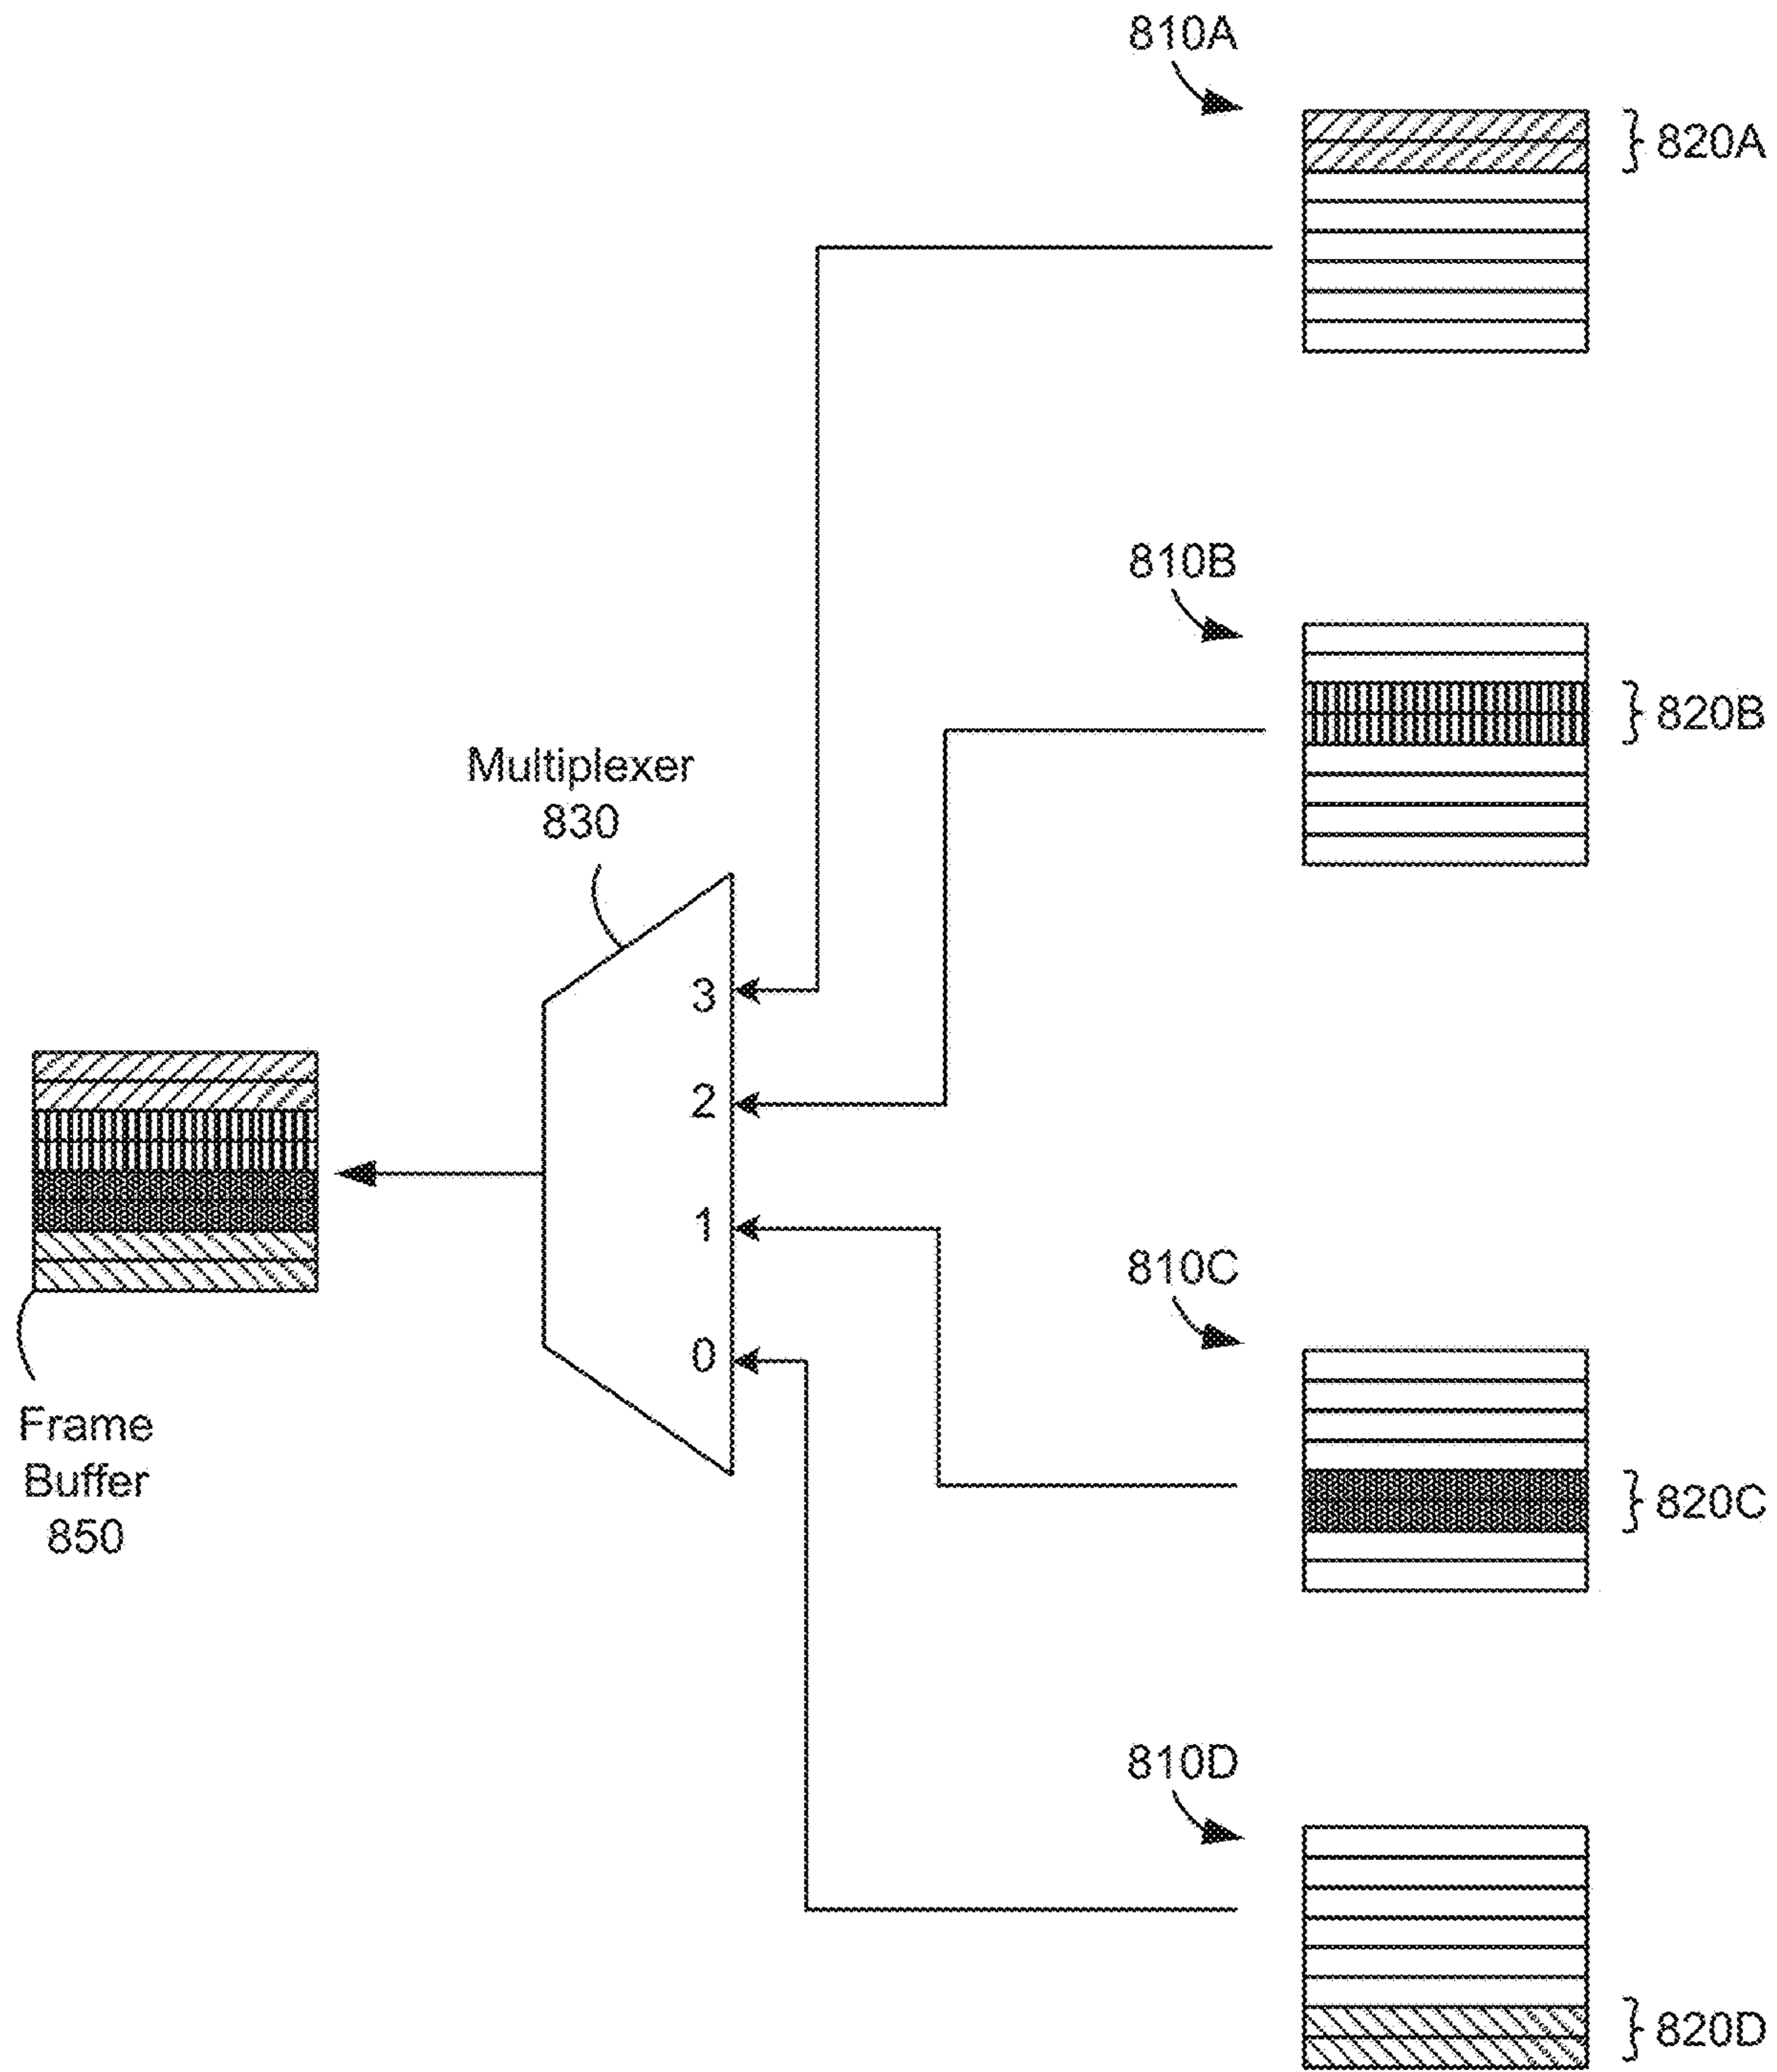 810A
820A
810B
820B
Multiplexer
830
3
2
1
0
810C
820C
Frame
Buffer
850
810D
820D